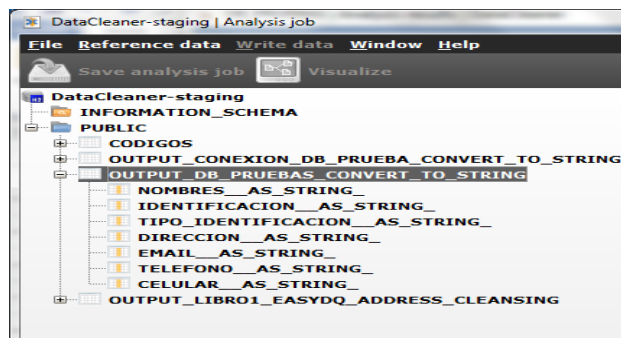 DataCleaner-staging | Analysis job
File Reference data Write data Window Help
Save analysis job Visualize
DataCleaner-staging
INFORMATION_SCHEMA
PUBLIC
CODIGOS
OUTPUT_CONEXION_DB_PRUEBA_CONVERT_TO_STRING
OUTPUT_DB_PRUEBAS_CONVERT_TO_STRING
NOMBRES__AS_STRING_
IDENTIFICACION__AS_STRING_
TIPO_IDENTIFICACION__AS_STRING_
DIRECCION__AS_STRING_
EMAIL__AS_STRING_
TELEFONO__AS_STRING_
CELULAR__AS_STRING_
OUTPUT_LIBRO1_EASYDQ_ADDRESS_CLEANSING